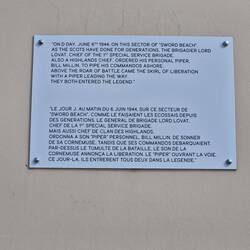 "ON D DAY, JUNE 6TH 1944, ON THIS SECTOR OF "SWORD BEACH"
AS THE SCOTS HAVE DONE FOR GENERATIONS, THE BRIGADIER LORD
LOVAT, CHIEF OF THE 1ST SPECIAL SERVICE BRIGADE,
ALSO A HIGHLANDS CHIEF, ORDERED HIS PERSONAL PIPER,
BILL MILLIN, TO PIPE HIS COMMANDOS ASHORE.
ABOVE THE ROAR OF BATTLE CAME THE SKIRL OF LIBERATION
WITH A PIPER LEADING THE WAY.
THEY BOTH ENTERED THE LEGEND."
"LE JOUR J, AU MATIN DU 6 JUIN 1944, SUR CE SECTEUR DE
"SWORD BEACH", COMME LE FAISAIENT LES ECOSSAIS DEPUIS
DES GENERATIONS, LE GENERAL DE BRIGADE LORD LOVAT,
CHEF DE LA 1ST SPECIAL SERVICE BRIGADE,
MAIS AUSSI CHEF DE CLAN DES HIGHLANDS,
ORDONNA A SON "PIPER" PERSONNEL, BILL MILLIN, DE SONNER
DE SA CORNEMUSE, TANDIS QUE SES COMMANDOS DEBARQUAIENT.
PAR-DESSUS LE TUMULTE DE LA BATAILLE, LE SON DE LA
CORNEMUSE ANNONÇA LA LIBERATION, LE "PIPER" OUVRANT LA VOIE.
CE JOUR-LA, ILS ENTRERENT TOUS DEUX DANS LA LEGENDE."